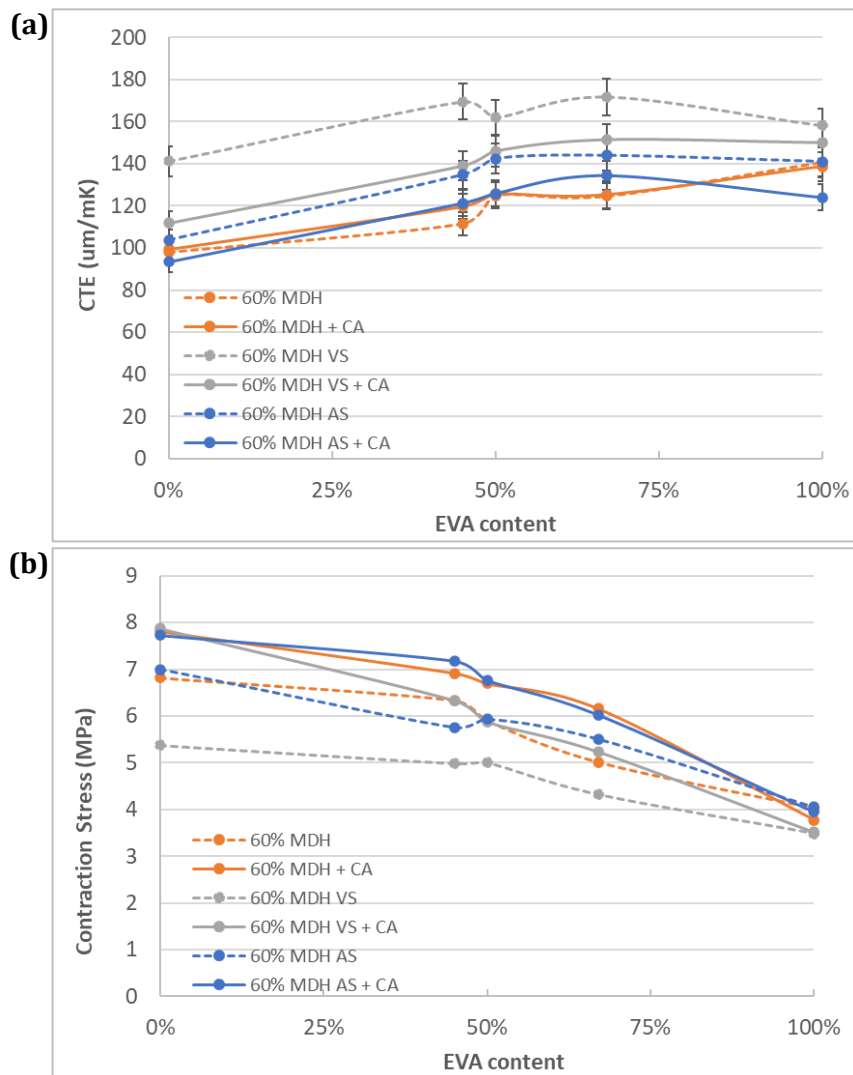 (a)
200
180
160
140
120
100
80
60
40
20
0
CTE (um/mK)
60% MDH
60% MDH + CA
60% MDH VS
60% MDH VS + CA
60% MDH AS
60% MDH AS + CA
0% 25% 50% 75% 100%
EVA content
(b)
9
8
7
6
5
4
3
2
1
0
Contraction Stress (MPa)
60% MDH
60% MDH + CA
60% MDH VS
60% MDH VS + CA
60% MDH AS
60% MDH AS + CA
0% 25% 50% 75% 100%
EVA content